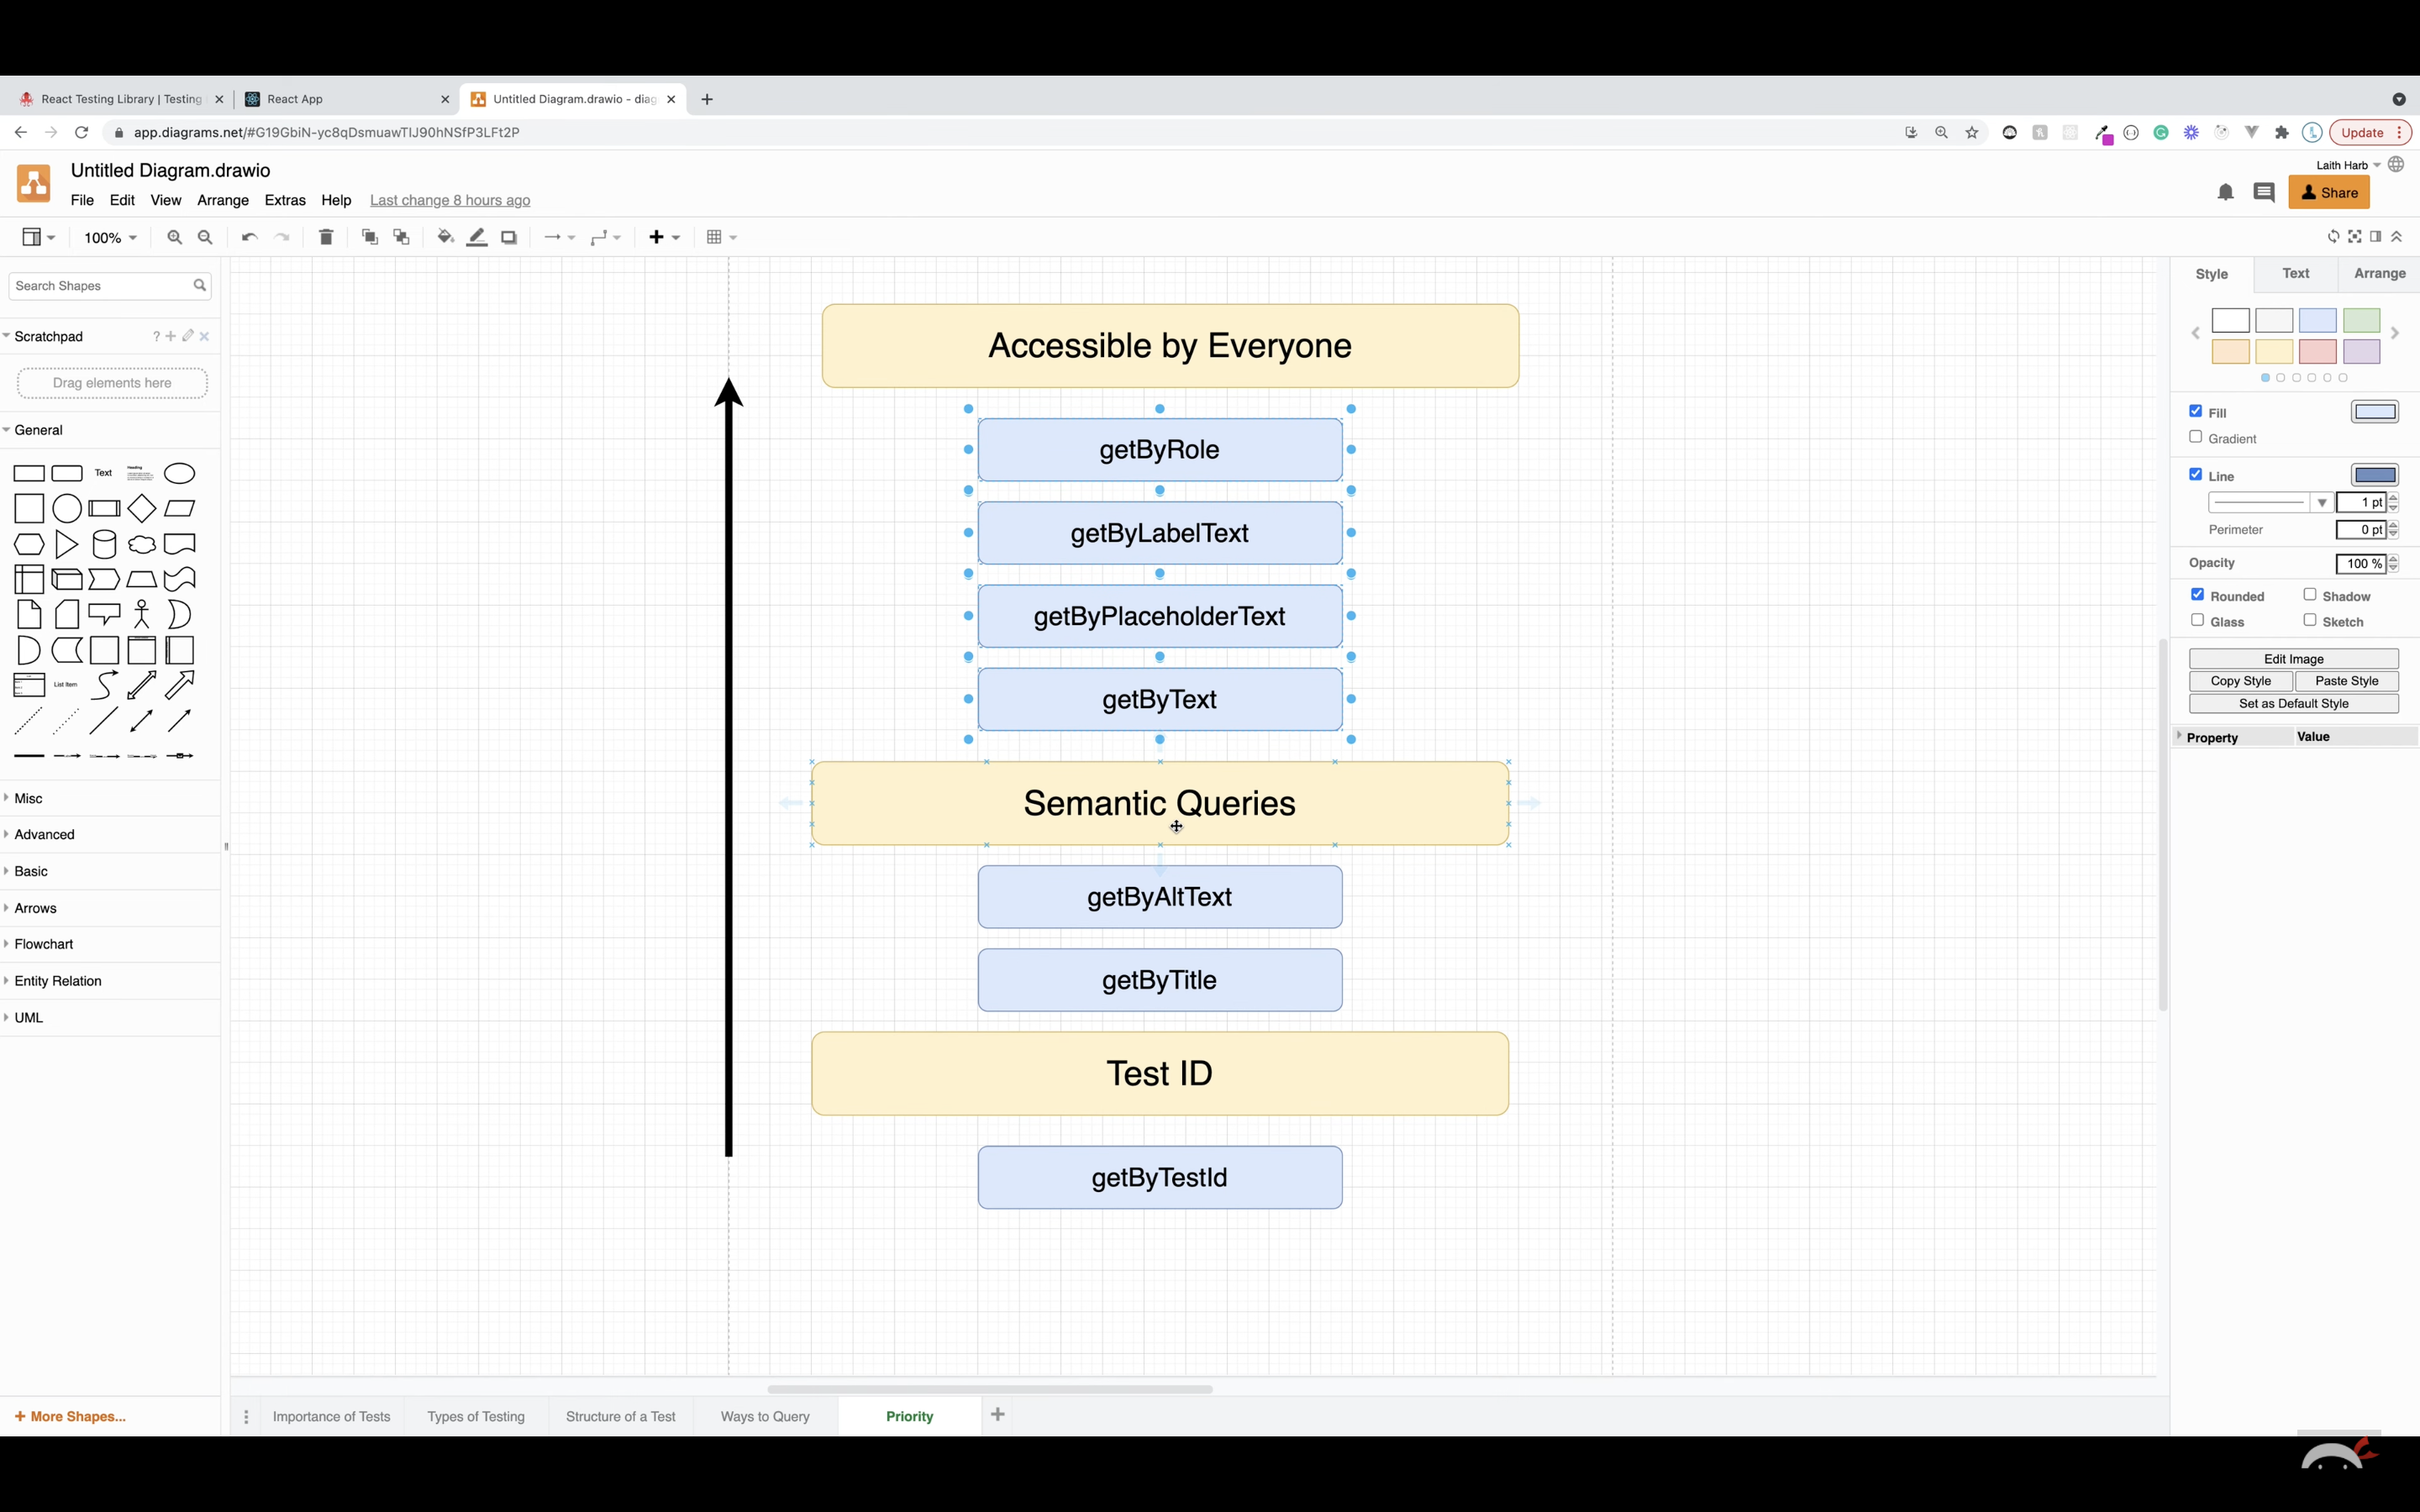 React Testing Library | Testing
React App
Untitled Diagram.drawio - diag
app.diagrams.net/#G19GbiN-yc8qDsmuawTIJ90hNSfP3LFt2P
Update
Untitled Diagram.drawio
Laith Harb
File Edit View Arrange Extras Help Last change 8 hours ago
Share
100%
Search Shapes
Style Text Arrange
Scratchpad
?
Drag elements here
General
Text
Heading
List Item
Misc
Advanced
Basic
Arrows
Flowchart
Entity Relation
UML
+ More Shapes...
Accessible by Everyone
getByRole
getByLabelText
getByPlaceholderText
getByText
Semantic Queries
getByAltText
getByTitle
Test ID
getByTestId
Fill
Gradient
Line
1 pt
Perimeter 0 pt
Opacity 100 %
Rounded Shadow
Glass Sketch
Edit Image
Copy Style Paste Style
Set as Default Style
Property Value
Importance of Tests Types of Testing Structure of a Test Ways to Query Priority